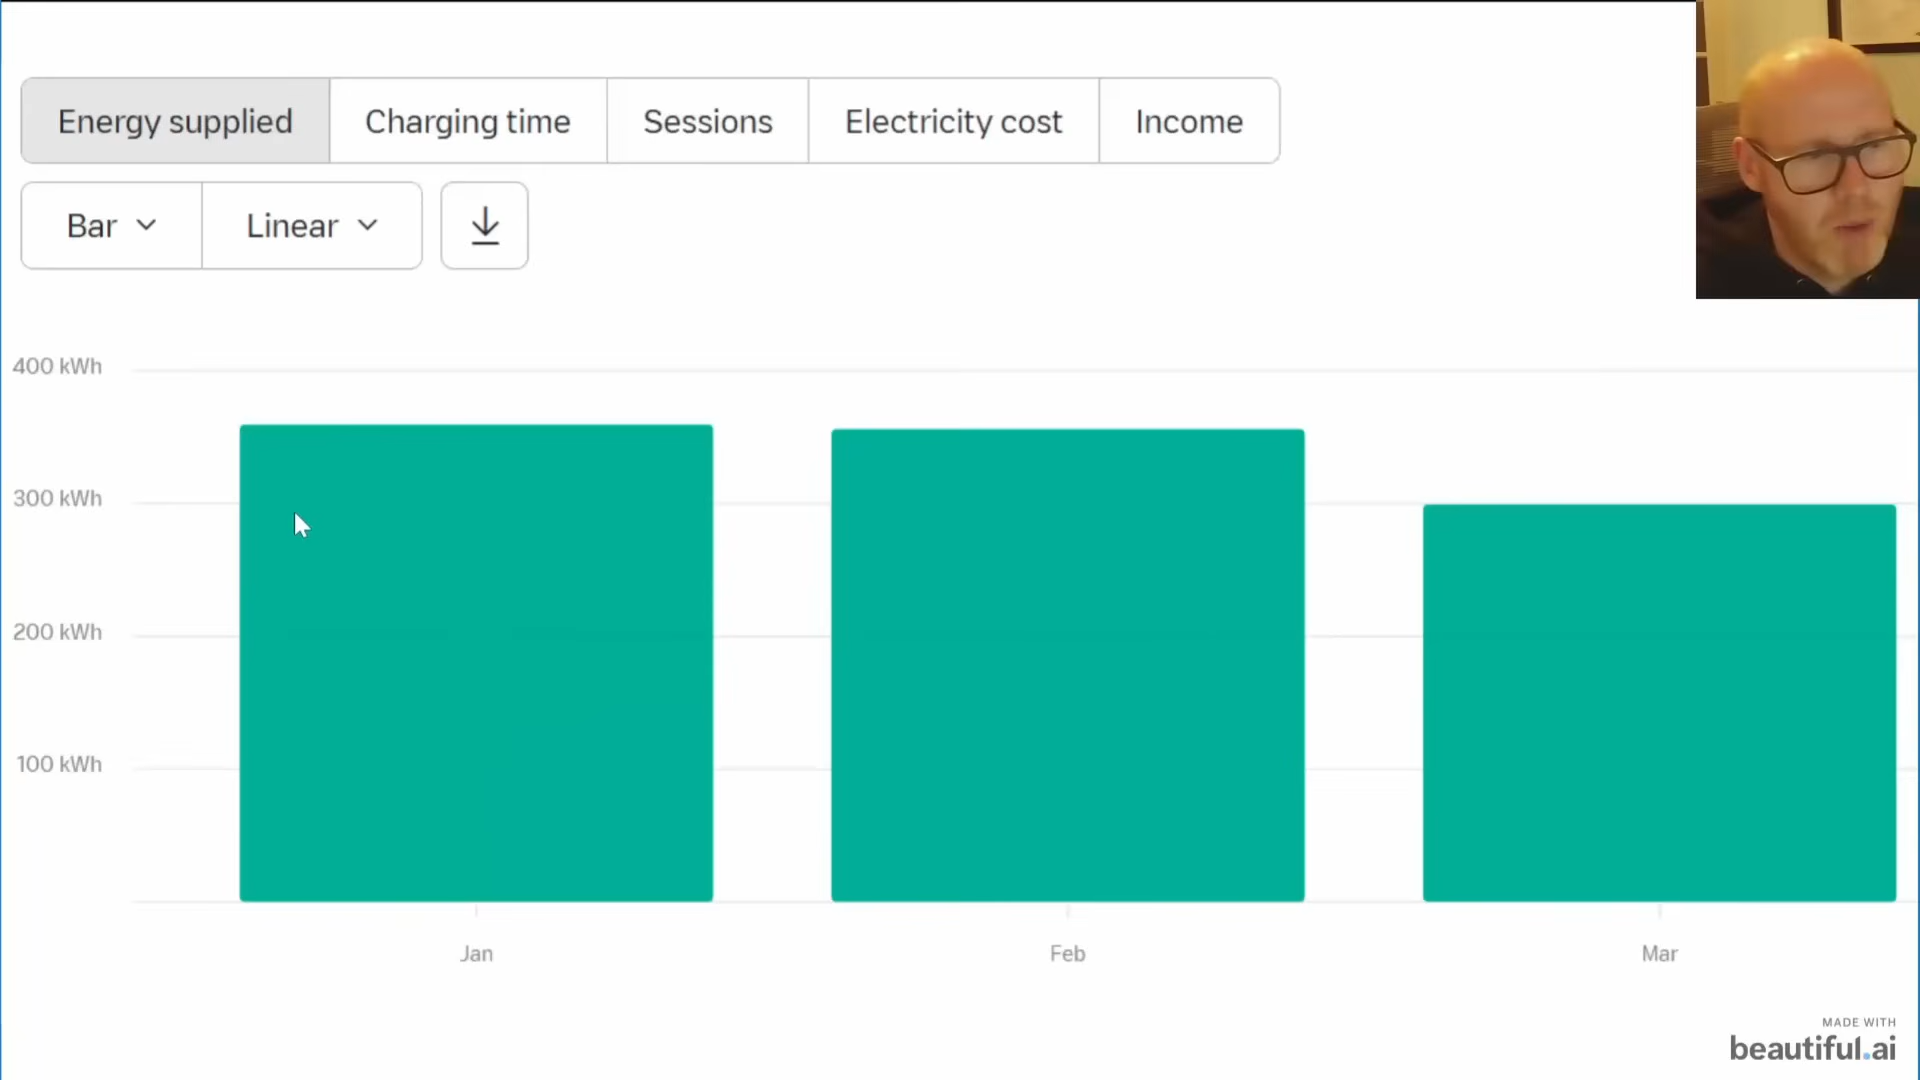 Energy supplied
Charging time
Sessions
Electricity cost
Income
Bar
Linear
400 kWh
300 kWh
200 kWh
100 kWh
Jan
Feb
Mar
MADE WITH
beautiful.ai